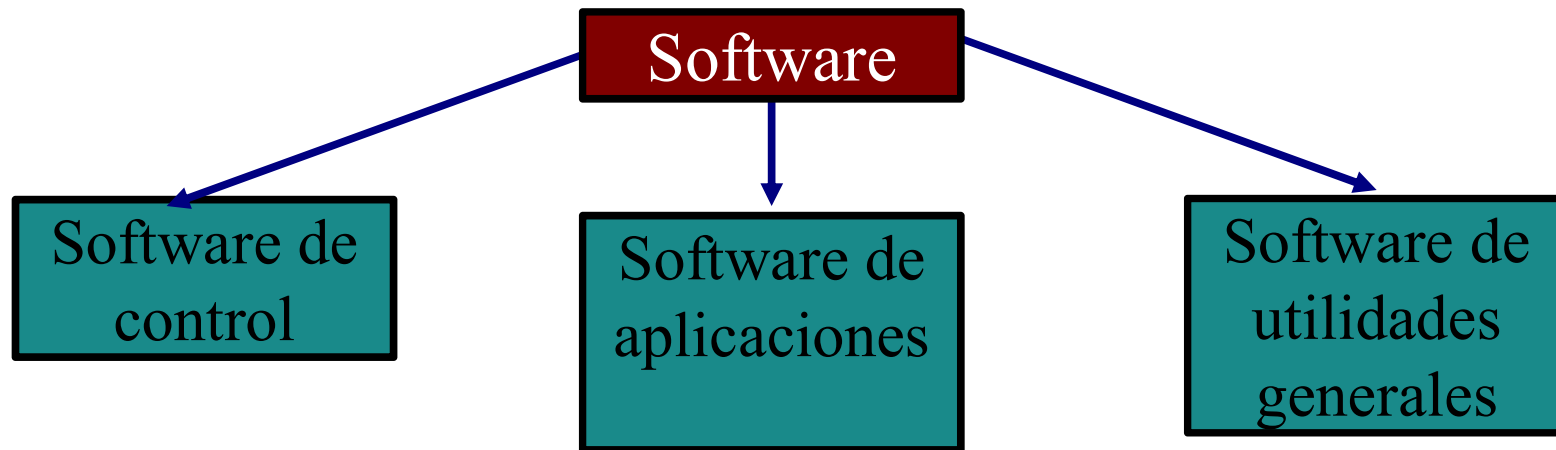 Software
Software de
control
Software de
aplicaciones
Software de
utilidades
generales